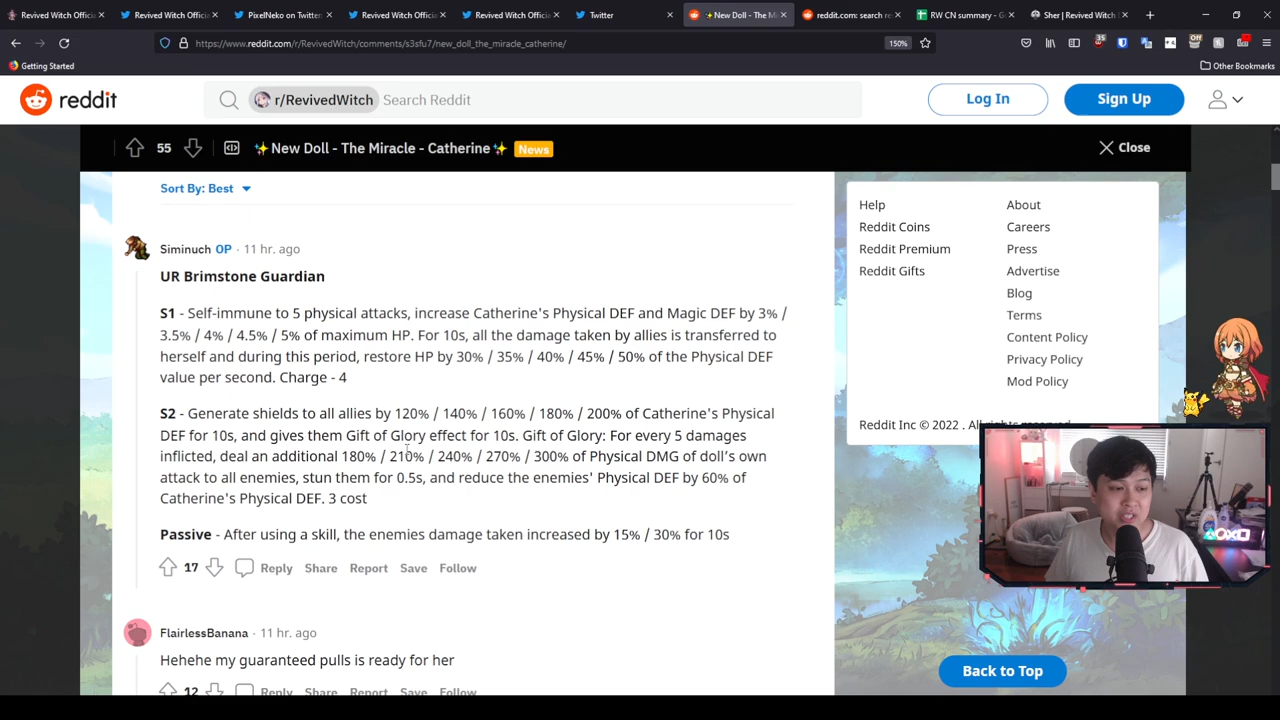 Revived Witch Offici
Revived Witch Offici
PixelNeko on Twitter
Revived Witch Officia
Revived Witch Offici
Twitter
✨New Doll - The Mi
reddit.com: search re
RW CN summary - Go
Sher | Revived Witch
https://www.reddit.com/r/RevivedWitch/comments/s3sfu7/new_doll_the_miracle_catherine/
150%
35
Off
Getting Started
Other Bookmarks
reddit
r/RevivedWitch
Search Reddit
Log In
Sign Up
55
✨New Doll - The Miracle - Catherine✨
News
Close
Sort By: Best
Siminuch OP · 11 hr. ago
UR Brimstone Guardian
S1 - Self-immune to 5 physical attacks, increase Catherine's Physical DEF and Magic DEF by 3% /
3.5% / 4% / 4.5% / 5% of maximum HP. For 10s, all the damage taken by allies is transferred to
herself and during this period, restore HP by 30% / 35% / 40% / 45% / 50% of the Physical DEF
value per second. Charge - 4
S2 - Generate shields to all allies by 120% / 140% / 160% / 180% / 200% of Catherine's Physical
DEF for 10s, and gives them Gift of Glory effect for 10s. Gift of Glory: For every 5 damages
inflicted, deal an additional 180% / 210% / 240% / 270% / 300% of Physical DMG of doll's own
attack to all enemies, stun them for 0.5s, and reduce the enemies' Physical DEF by 60% of
Catherine's Physical DEF. 3 cost
Passive - After using a skill, the enemies damage taken increased by 15% / 30% for 10s
17
Reply
Share
Report
Save
Follow
FlairlessBanana · 11 hr. ago
Hehehe my guaranteed pulls is ready for her
12
Reply
Share
Report
Save
Follow
Help
Reddit Coins
Reddit Premium
Reddit Gifts
About
Careers
Press
Advertise
Blog
Terms
Content Policy
Privacy Policy
Mod Policy
Reddit Inc © 2022 . All rights reserved
Back to Top